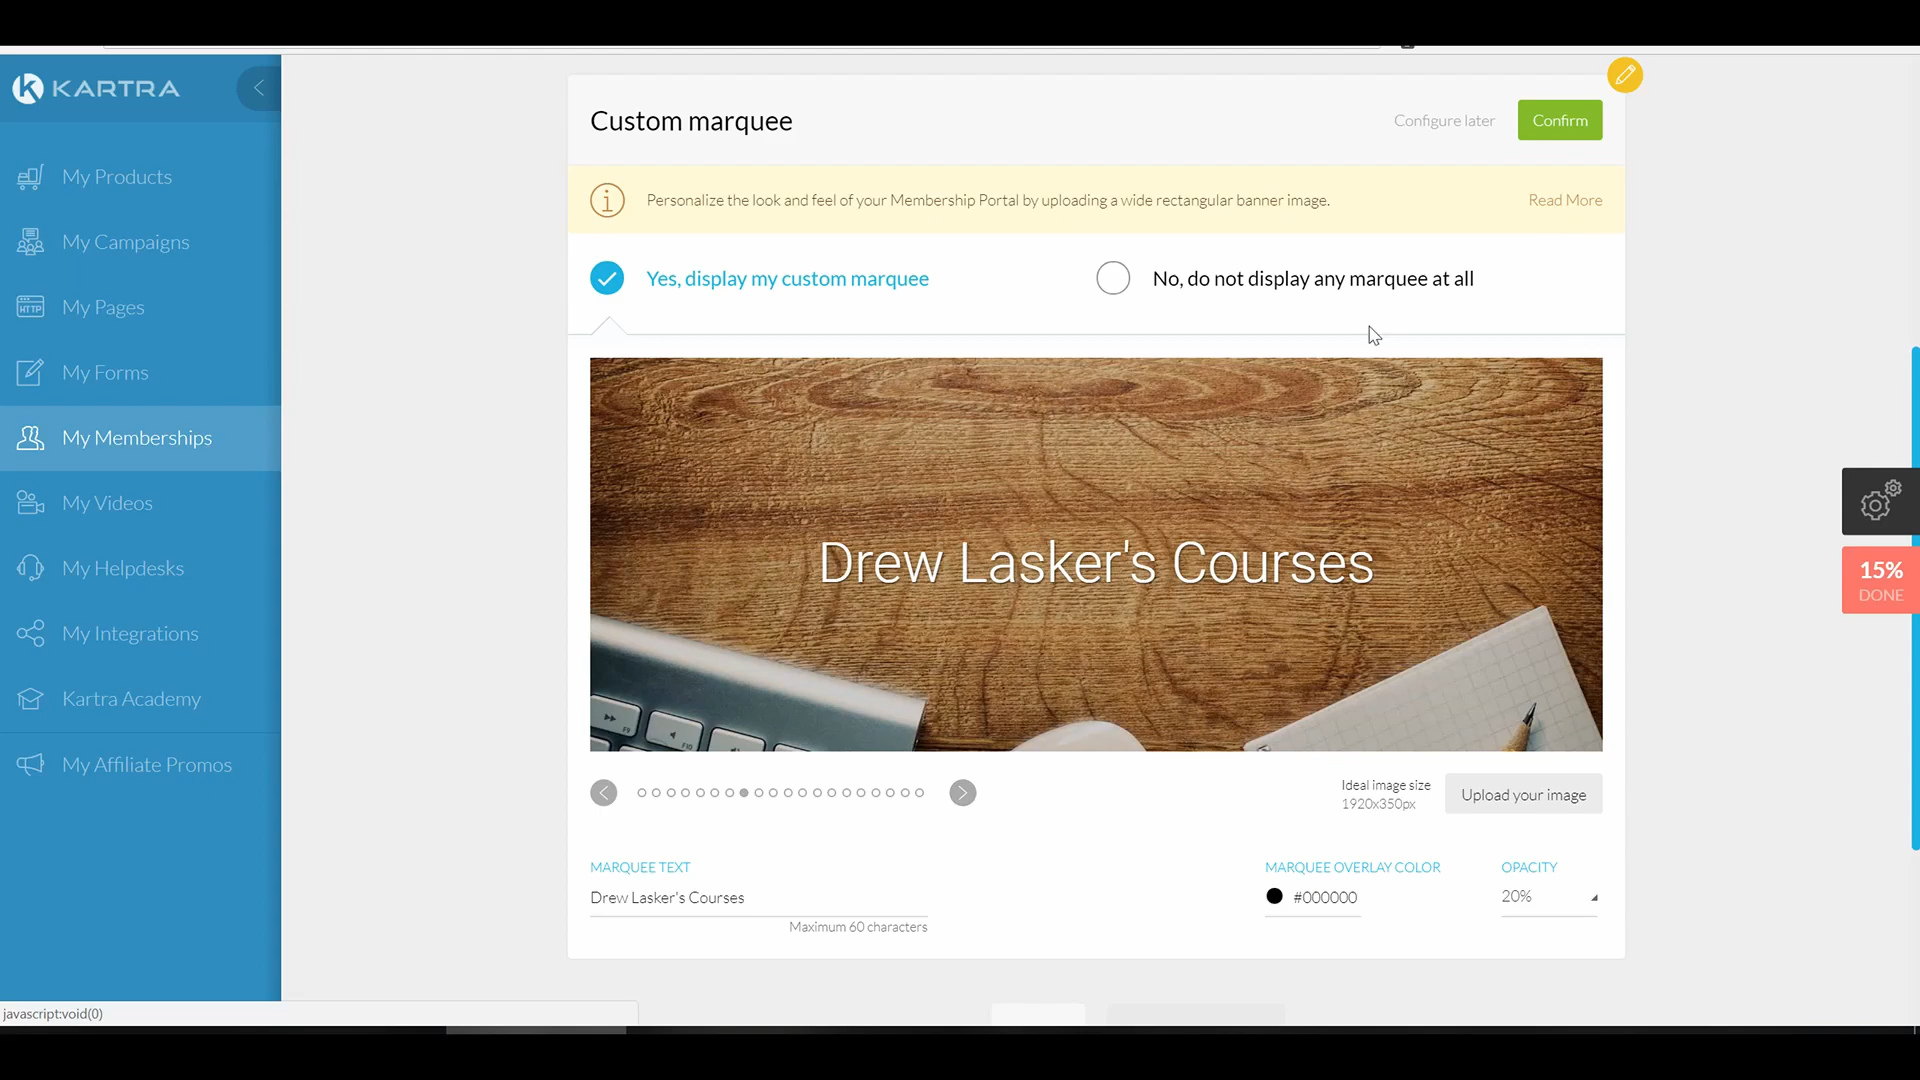 KARTRA
My Products
My Campaigns
HTTP
My Pages
My Forms
My Memberships
My Videos
My Helpdesks
My Integrations
Kartra Academy
My Affiliate Promos
javascript:void(0)
Custom marquee
Configure later
Confirm
Personalize the look and feel of your Membership Portal by uploading a wide rectangular banner image.
Read More
Yes, display my custom marquee
No, do not display any marquee at all
Drew Lasker's Courses
F9
F10
Ideal image size
1920x350px
Upload your image
MARQUEE TEXT
Drew Lasker's Courses
Maximum 60 characters
MARQUEE OVERLAY COLOR
#000000
OPACITY
20%
15%
DONE